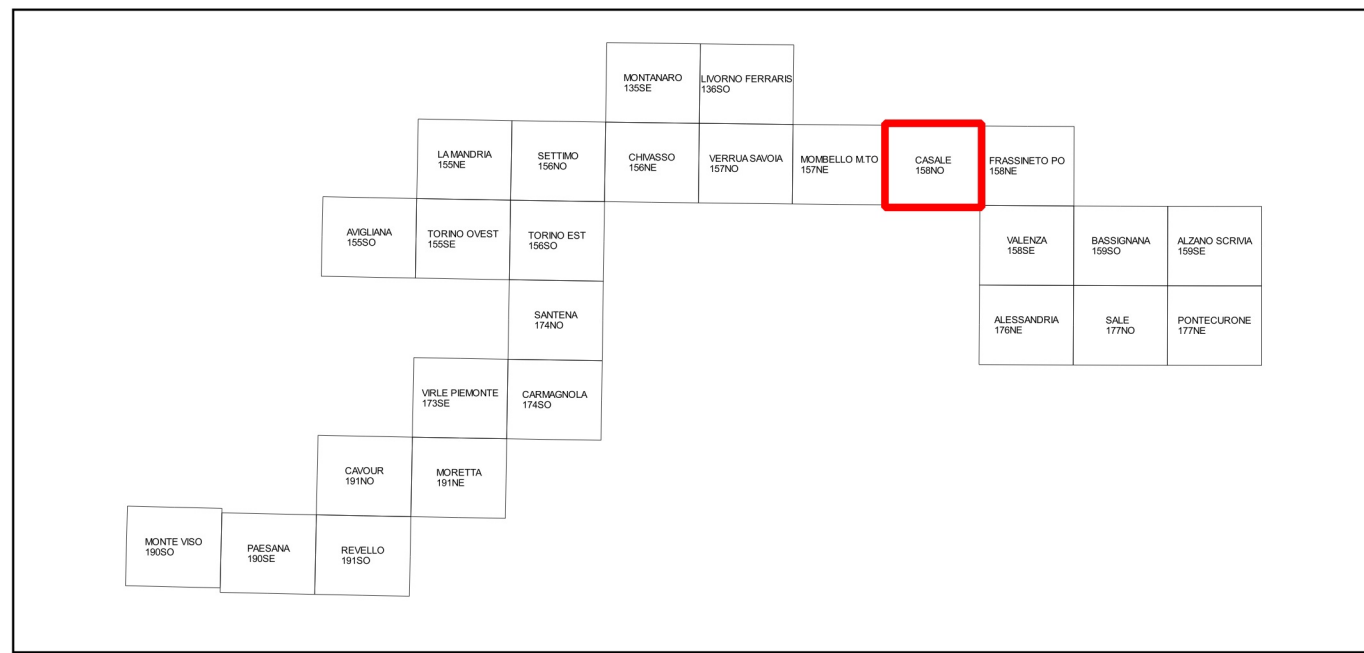 MONTANARO
135SE
LIVORNO FERRARIS
136SO
LA MANDRIA
155NE
SETTIMO
156NO
CHIVASSO
156NE
VERRUA SAVOIA
157NO
MOMBELLO M.TO
157NE
CASALE
158NO
FRASSINETO PO
158NE
AVIGLIANA
155SO
TORINO OVEST
155SE
TORINO EST
156SO
VALENZA
158SE
BASSIGNANA
159SO
ALZANO SCRIVIA
159SE
SANTENA
174NO
ALESSANDRIA
176NE
SALE
177NO
PONTECURONE
177NE
VIRLE PIEMONTE
173SE
CARMAGNOLA
174SO
CAVOUR
191NO
MORETTA
191NE
MONTE VISO
190SO
PAESANA
190SE
REVELLO
191SO